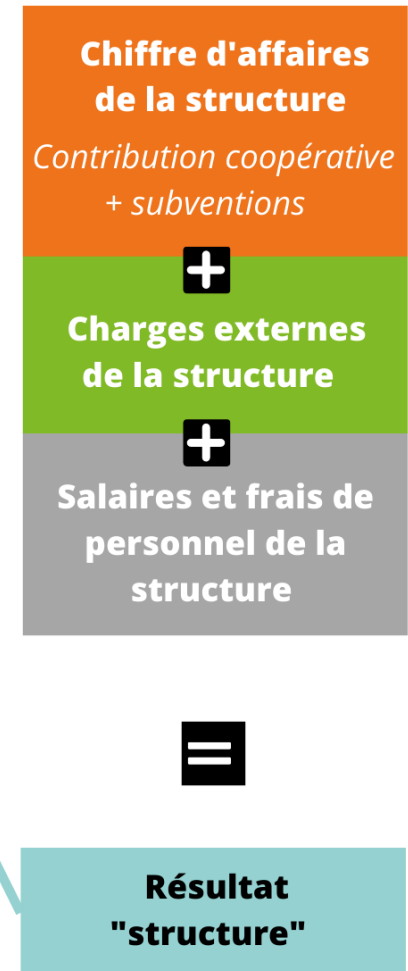 Chiffre d'affaires
de la structure
Contribution coopérative
+ subventions
+
Charges externes
de la structure
+
Salaires et frais de
personnel de la
structure
=
Résultat
"structure"